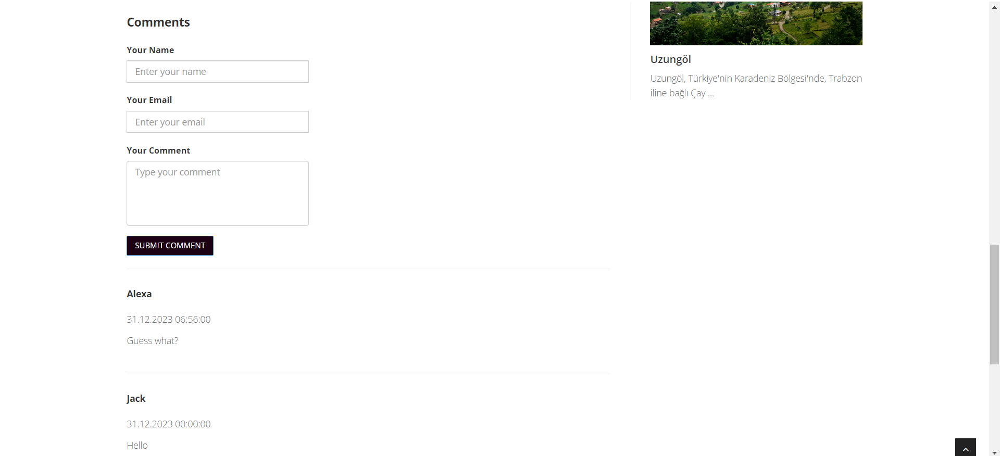 Comments
Your Name
Enter your name
Your Email
Enter your email
Your Comment
Type your comment
SUBMIT COMMENT
Alexa
31.12.2023 06:56:00
Guess what?
Jack
31.12.2023 00:00:00
Hello
Uzungöl
Uzungöl, Türkiye'nin Karadeniz Bölgesi'nde, Trabzon
iline bağlı Çay ...